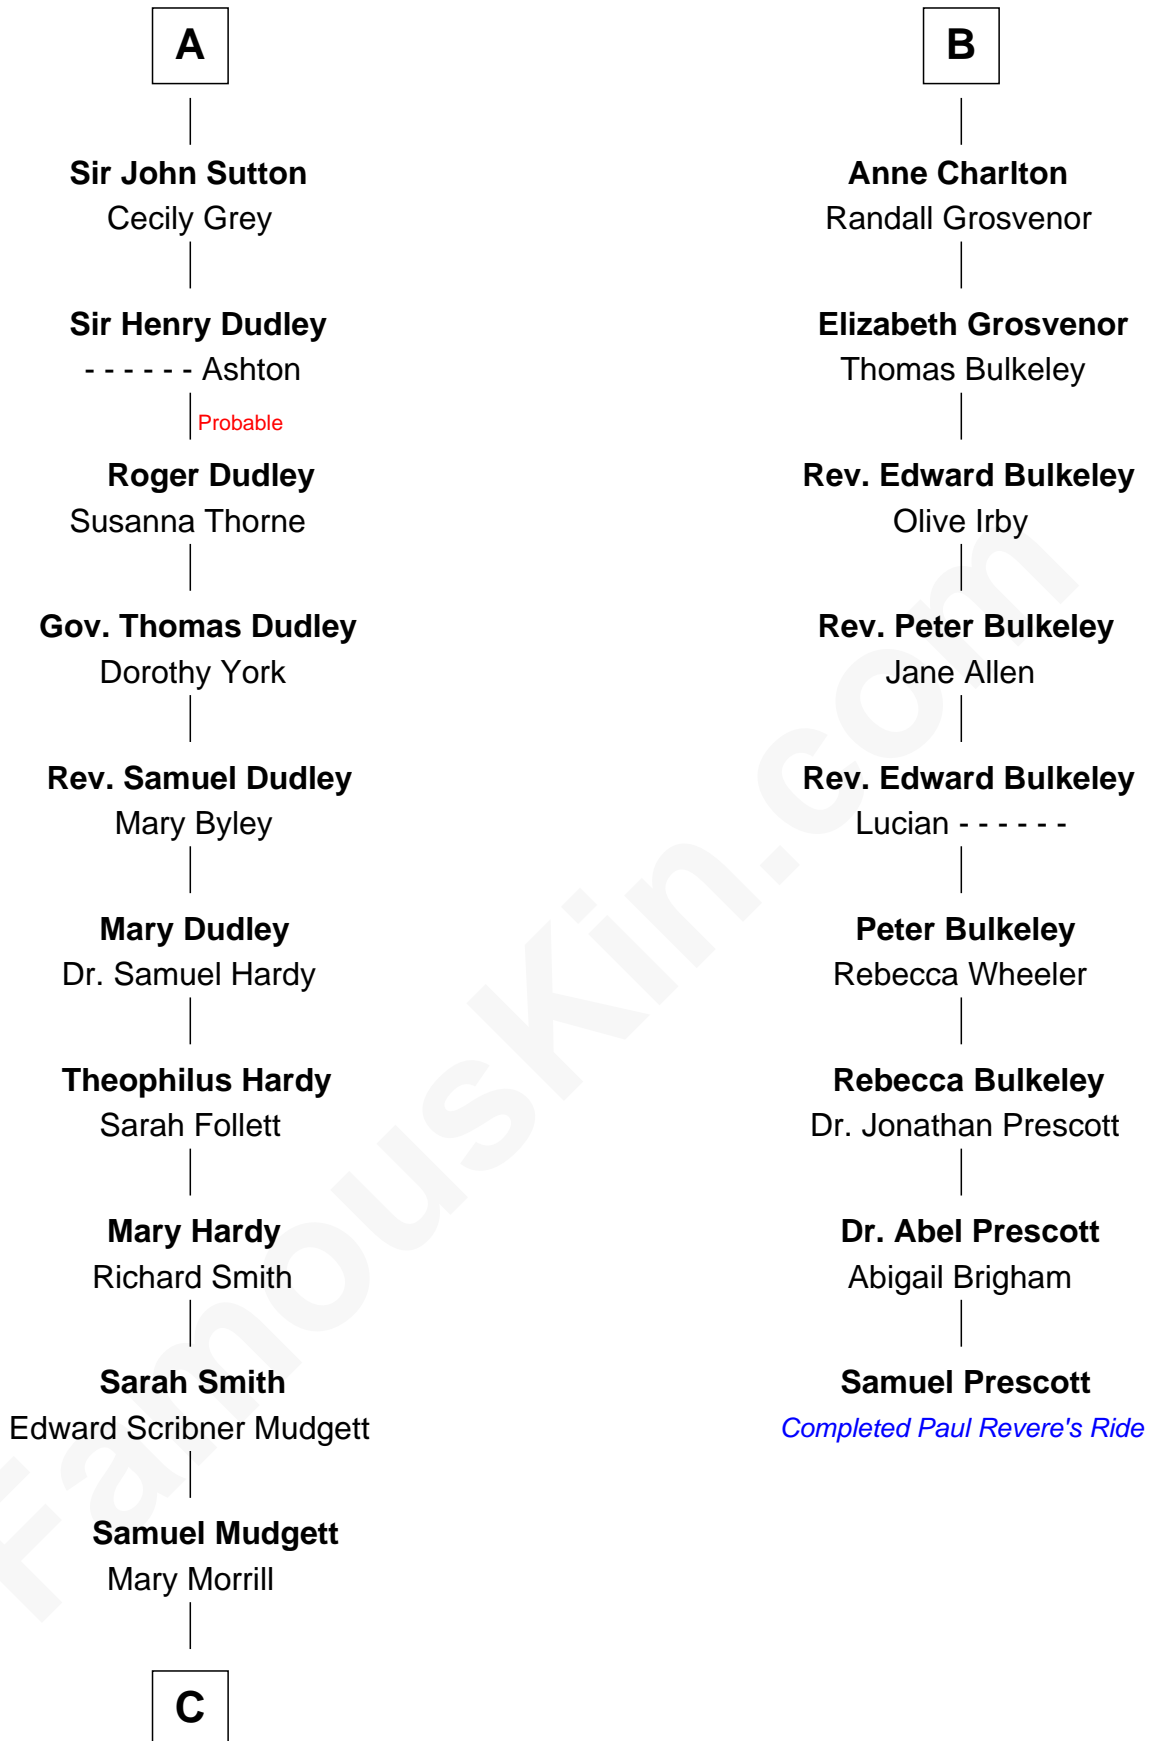 A
Sir John Sutton
Cecily Grey
Sir Henry Dudley
- - - - - - Ashton
Probable
Roger Dudley
Susanna Thorne
Gov. Thomas Dudley
Dorothy York
Rev. Samuel Dudley
Mary Byley
Mary Dudley
Dr. Samuel Hardy
Theophilus Hardy
Sarah Follett
Mary Hardy
Richard Smith
Sarah Smith
Edward Scribner Mudgett
Samuel Mudgett
Mary Morrill
C
B
Anne Charlton
Randall Grosvenor
Elizabeth Grosvenor
Thomas Bulkeley
Rev. Edward Bulkeley
Olive Irby
Rev. Peter Bulkeley
Jane Allen
Rev. Edward Bulkeley
Lucian - - - - - -
Peter Bulkeley
Rebecca Wheeler
Rebecca Bulkeley
Dr. Jonathan Prescott
Dr. Abel Prescott
Abigail Brigham
Samuel Prescott
Completed Paul Revere's Ride
FamousKin.com